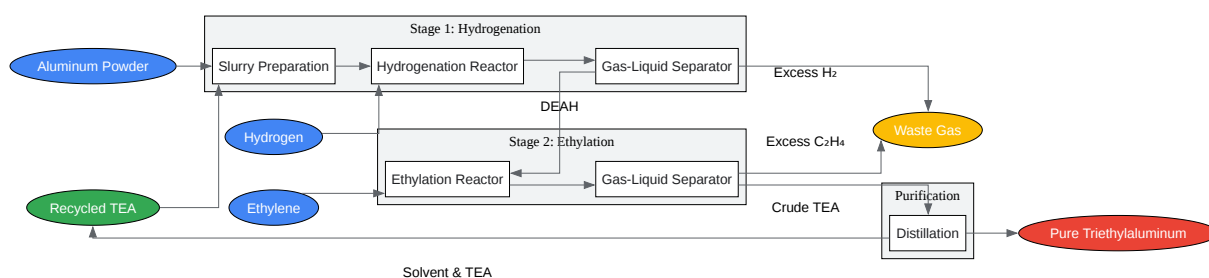 Stage 1: Hydrogenation
Aluminum Powder
Slurry Preparation
Hydrogenation Reactor
Gas-Liquid Separator
Excess H₂
DEAH
Hydrogen
Waste Gas
Stage 2: Ethylation
Excess C₂H₄
Ethylation Reactor
Gas-Liquid Separator
Recycled TEA
Ethylene
Crude TEA
Purification
Distillation
Pure Triethylaluminum
Solvent & TEA